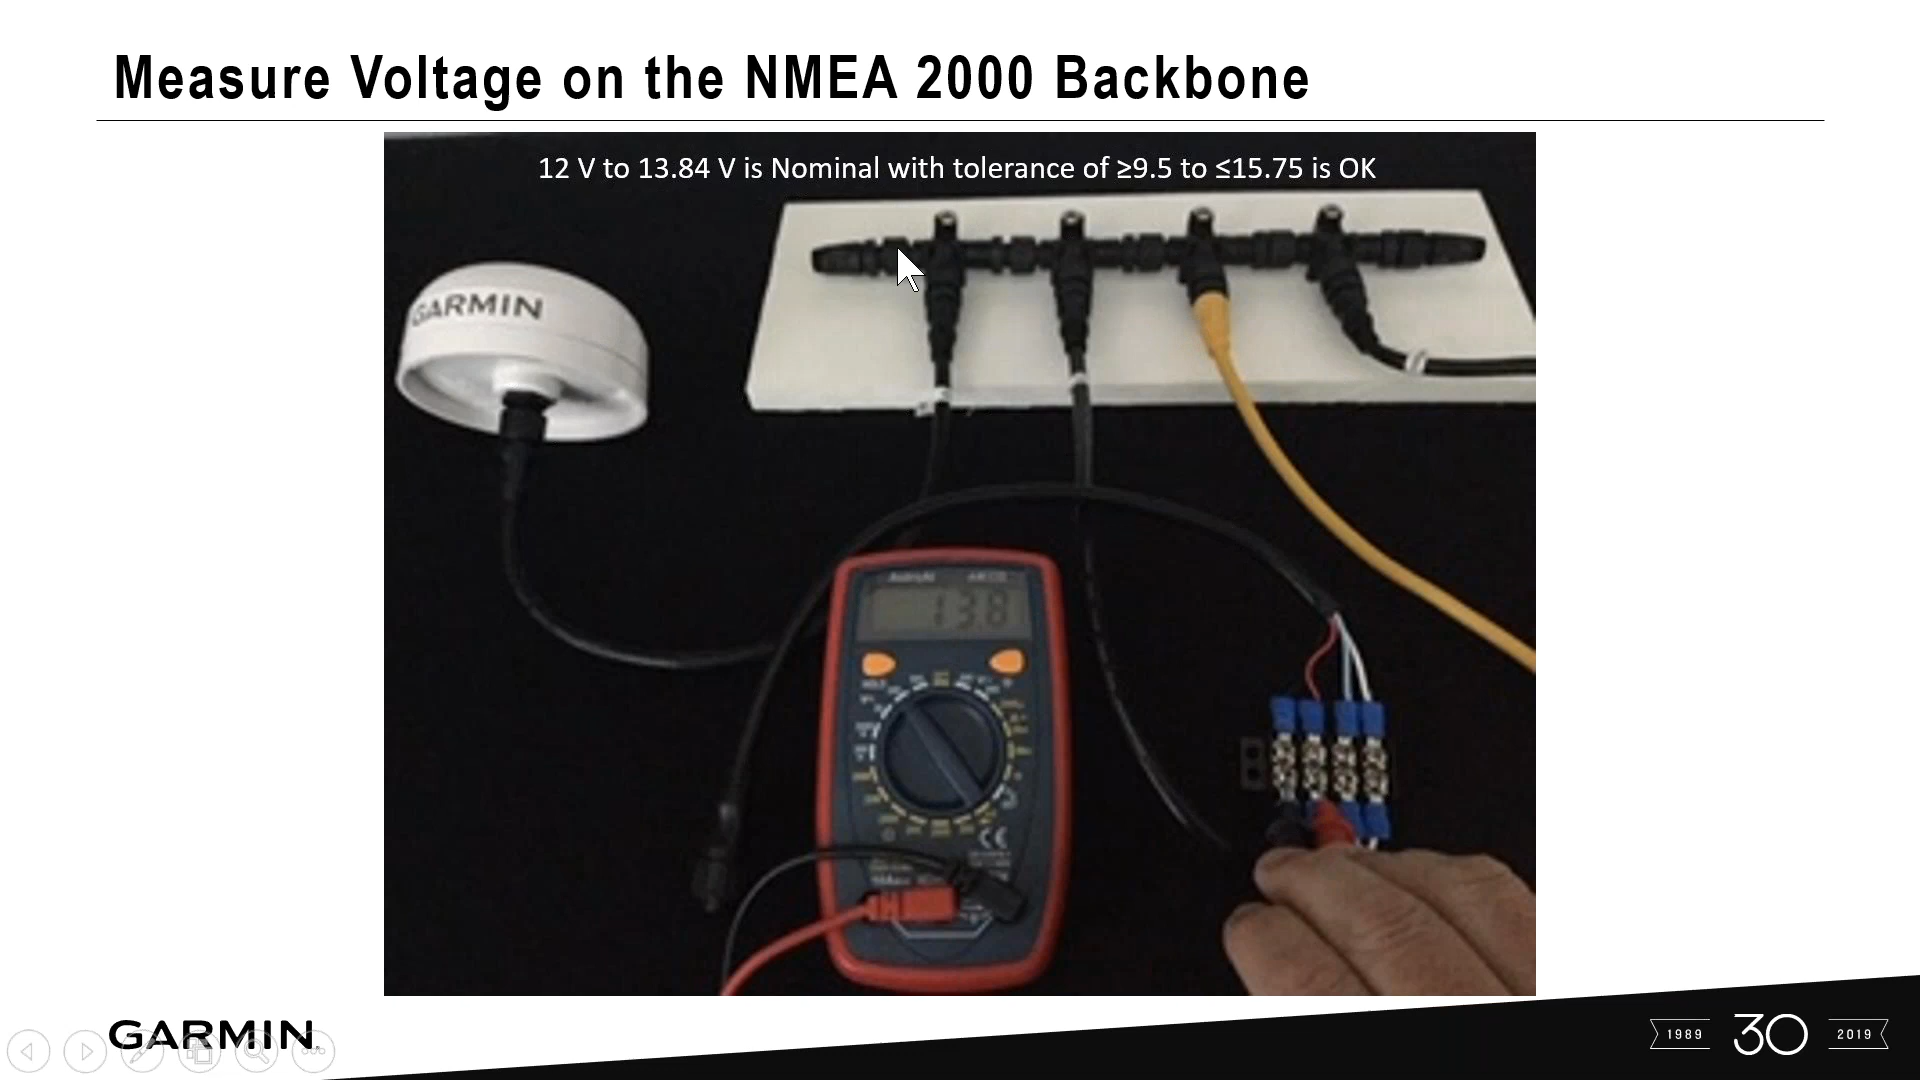 Measure Voltage on the NMEA 2000 Backbone
12 V to 13.84 V is Nominal with tolerance of ≥9.5 to ≤15.75 is OK
GARMIN
13.8
CE
GARMIN
1989
30
2019